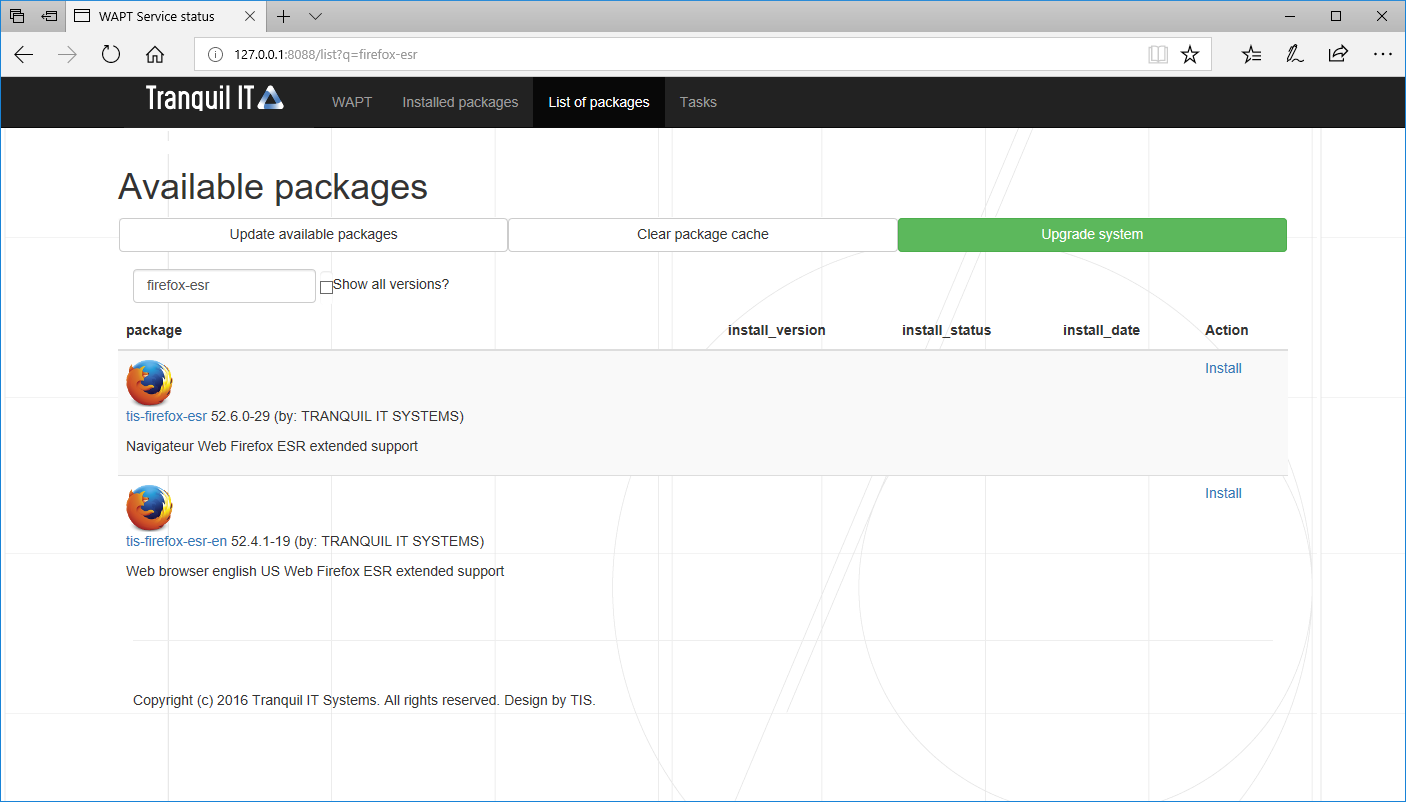 WAPT Service status
127.0.0.1:8088/list?q=firefox-esr
Tranquil IT WAPT Installed packages List of packages Tasks
Available packages
Update available packages Clear package cache Upgrade system
firefox-esr Show all versions?
package install_version install_status install_date Action
Install
tis-firefox-esr 52.6.0-29 (by: TRANQUIL IT SYSTEMS)
Navigateur Web Firefox ESR extended support
Install
tis-firefox-esr-en 52.4.1-19 (by: TRANQUIL IT SYSTEMS)
Web browser english US Web Firefox ESR extended support
Copyright (c) 2016 Tranquil IT Systems. All rights reserved. Design by TIS.